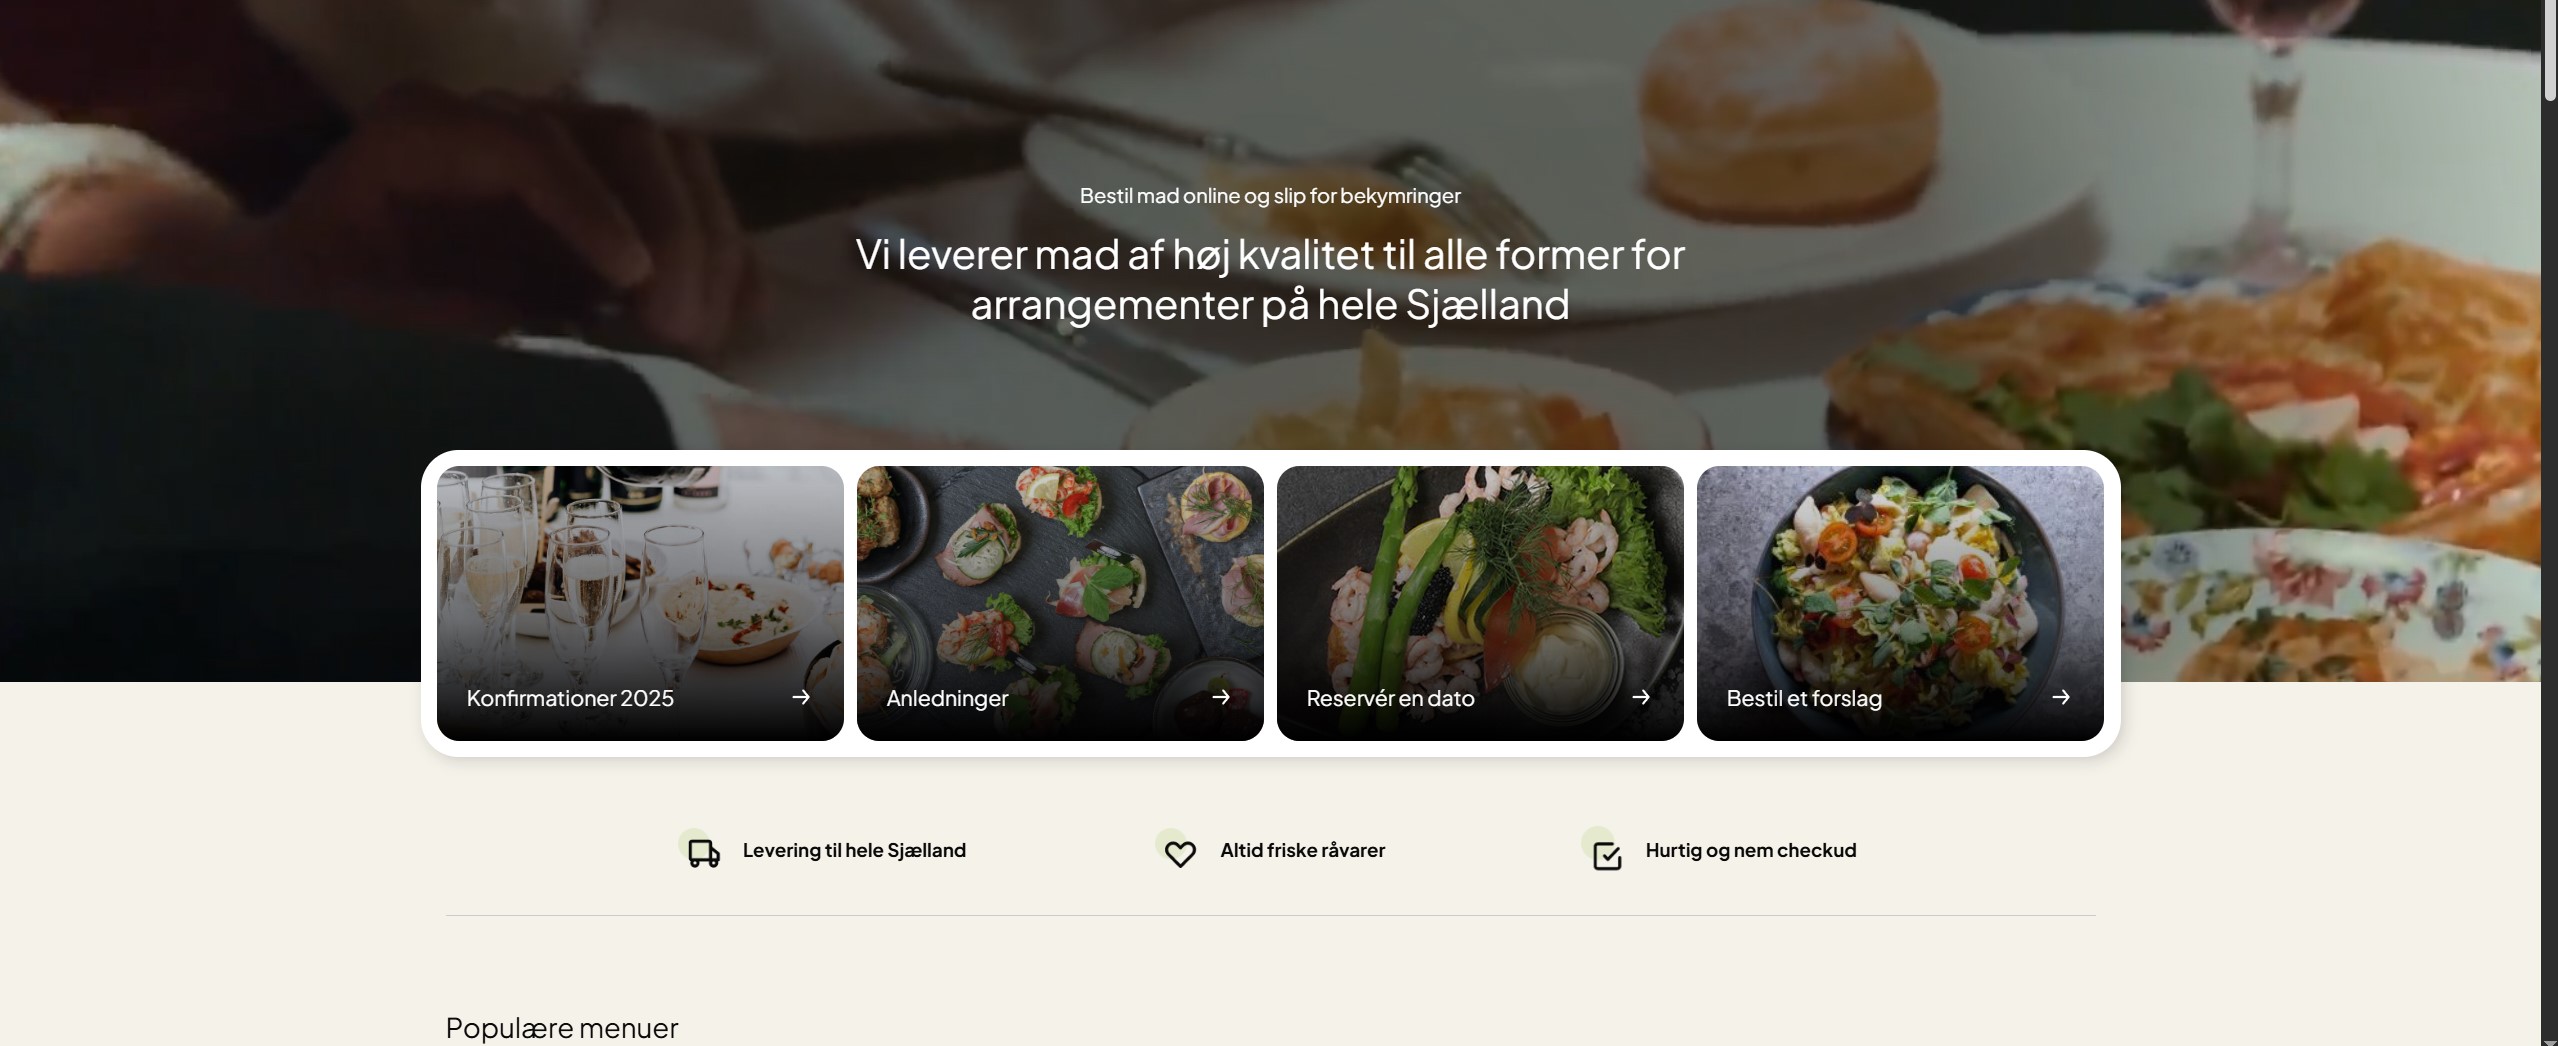 Bestil mad online og slip for bekymringer
Vi leverer mad af høj kvalitet til alle former for
arrangementer på hele Sjælland
Konfirmationer 2025
Anledninger
Reservér en dato
Bestil et forslag
Levering til hele Sjælland
Altid friske råvarer
Hurtig og nem checkud
Populære menuer